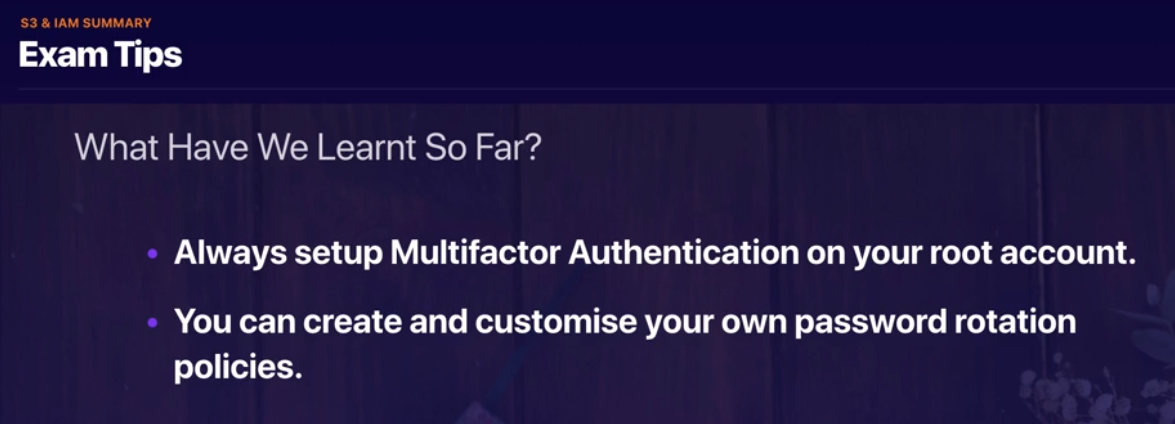 S3 & IAM SUMMARY
Exam Tips
What Have We Learnt So Far?
• Always setup Multifactor Authentication on your root account.
• You can create and customise your own password rotation
policies.